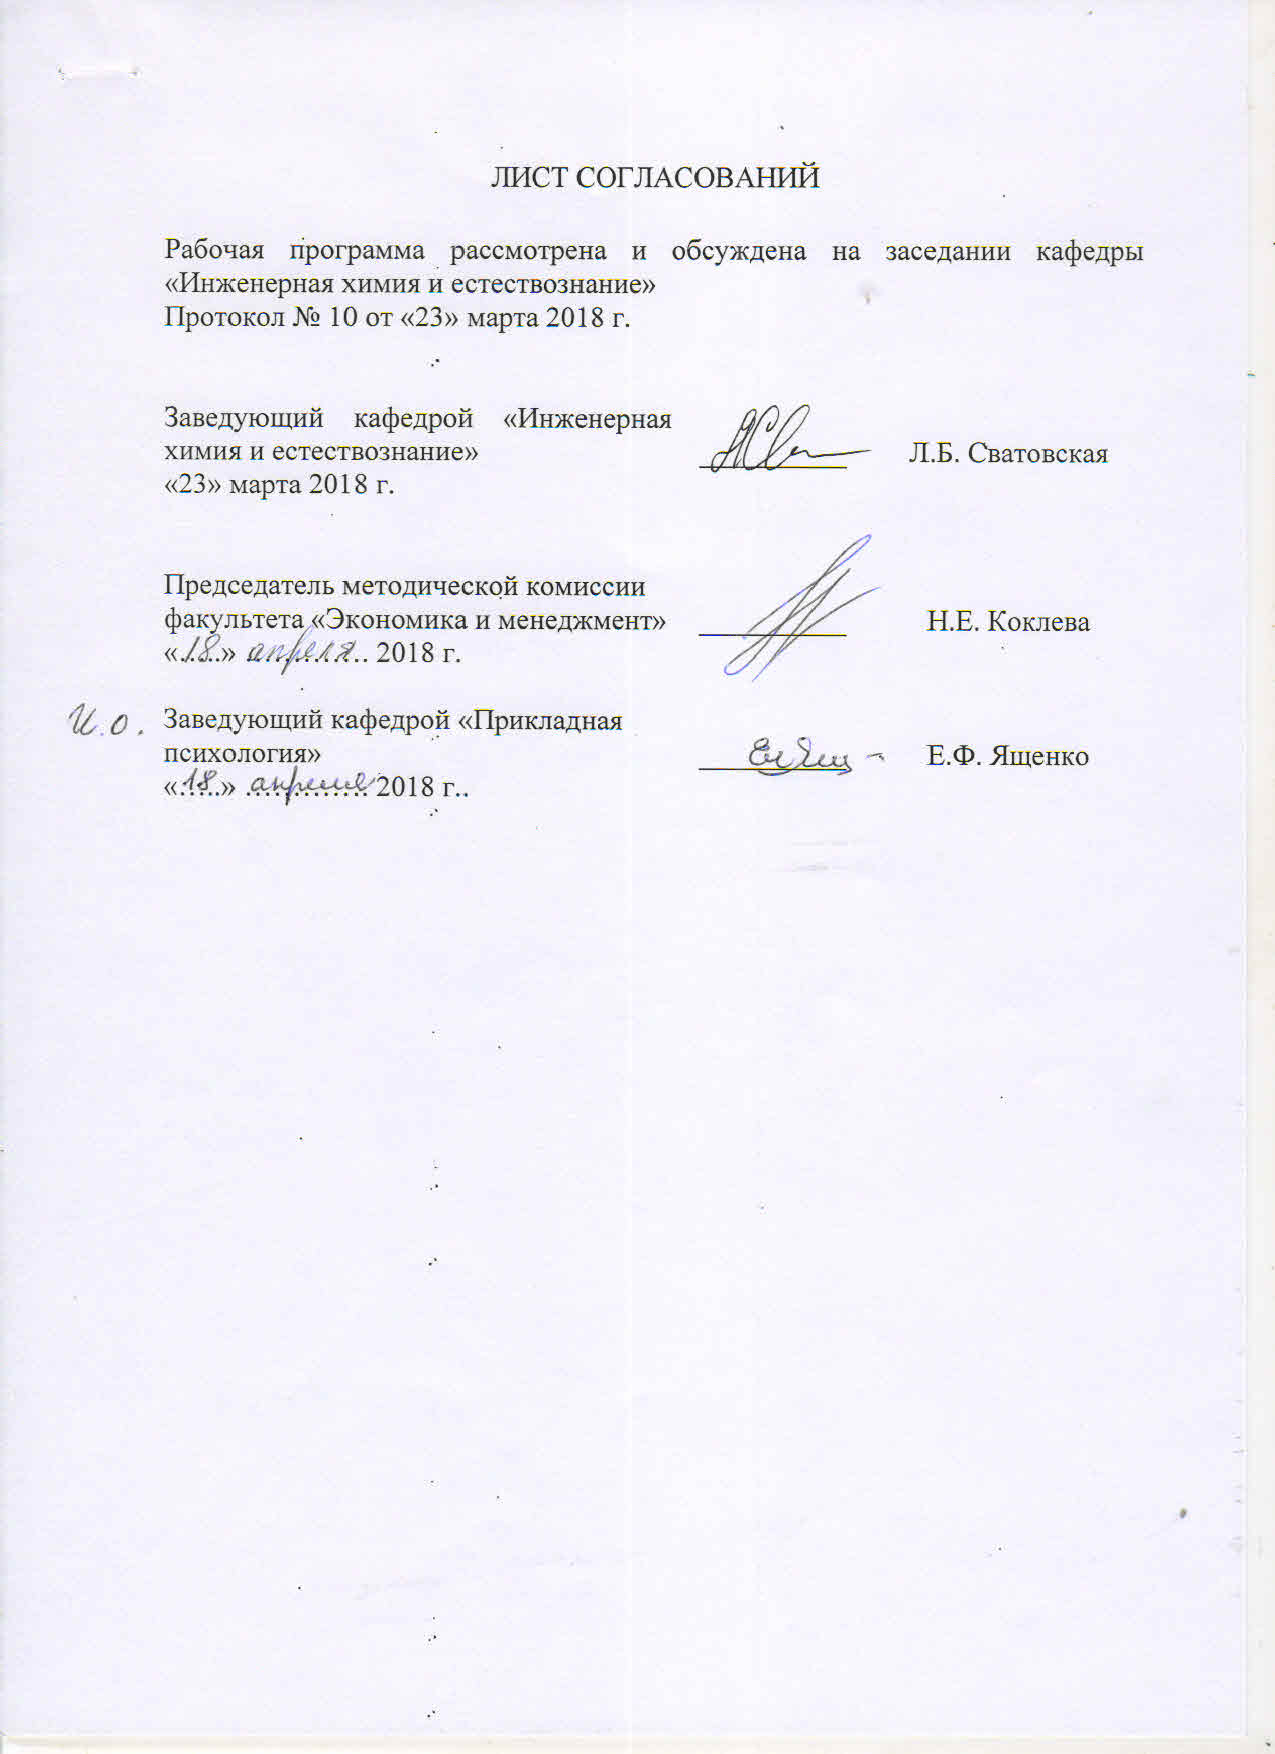 ЛИСТ СОГЛАСОВАНИЙ
Рабочая программа рассмотрена и обсуждена на заседании кафедры
«Инженерная химия и естествознание»
Протокол № 10 от «23» марта 2018 г.
Заведующий кафедрой «Инженерная
химия и естествознание» Л.Б. Сватовская
«23» марта 2018 г.
Председатель методической комиссии
факультета «Экономика и менеджмент» Н.Е. Коклева
«18» апреля 2018 г.
И.О. Заведующий кафедрой «Прикладная
психология» Е.Ф. Ященко
«18» апреля 2018 г..